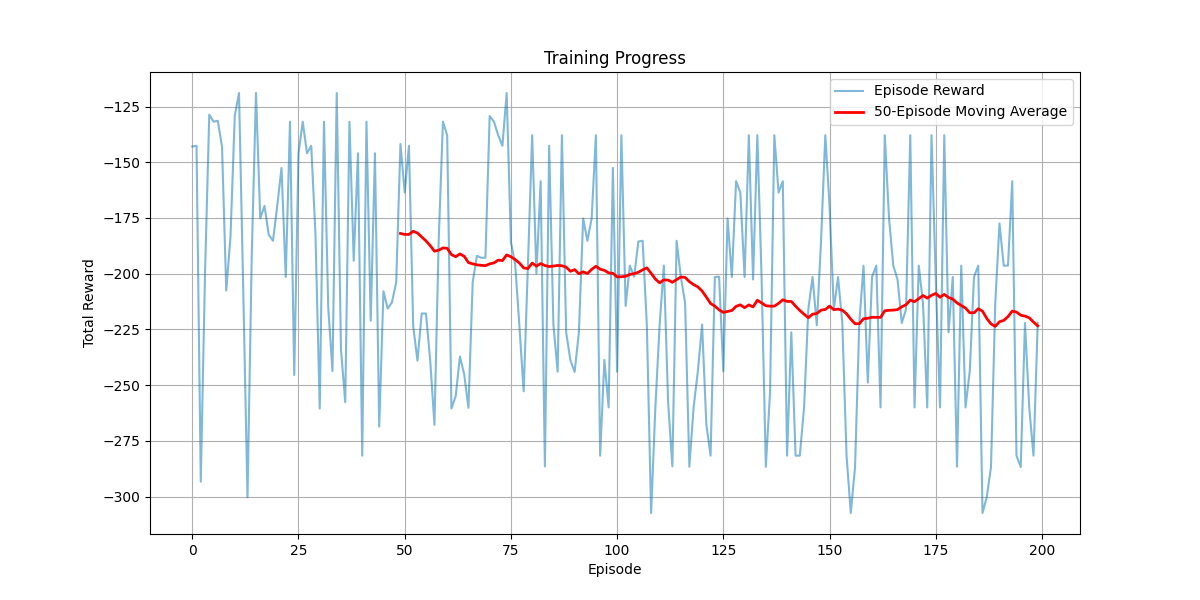 Training Progress
Episode Reward
50-Episode Moving Average
Total Reward
−125
−150
−175
−200
−225
−250
−275
−300
0 25 50 75 100 125 150 175 200
Episode